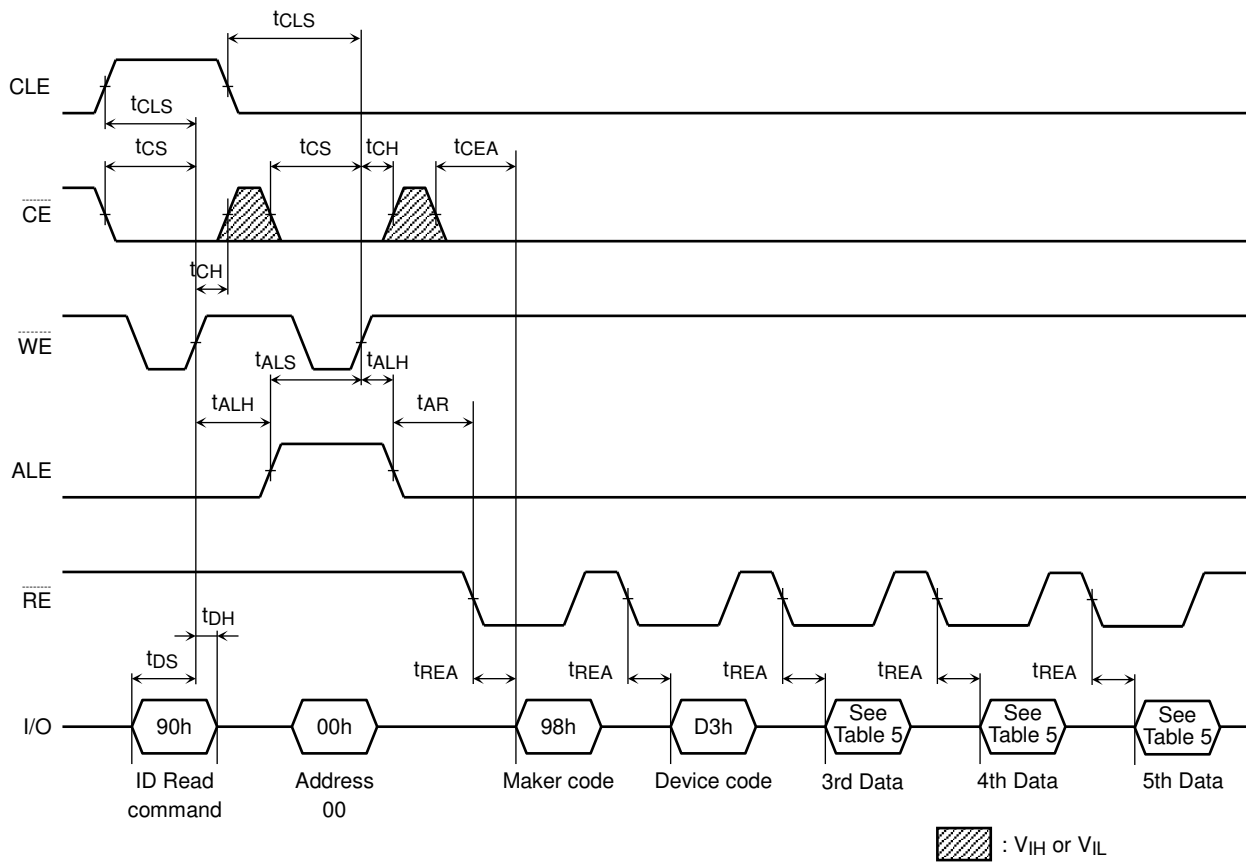 tCLS
CLE
tCLS
tCS
tCS
tCH
tCEA
CE
tCH
WE
tALS
tALH
tALH
tAR
ALE
RE
tDH
tDS
tREA
tREA
tREA
tREA
tREA
I/O
90h
00h
98h
D3h
See
Table 5
See
Table 5
See
Table 5
ID Read
command
Address
00
Maker code
Device code
3rd Data
4th Data
5th Data
: VIH or VIL